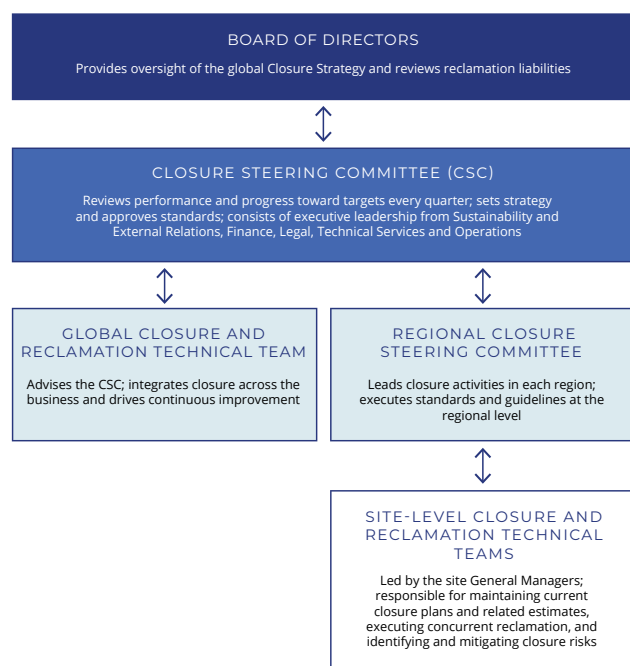 BOARD OF DIRECTORS
Provides oversight of the global Closure Strategy and reviews reclamation liabilities
CLOSURE STEERING COMMITTEE (CSC)
Reviews performance and progress toward targets every quarter; sets strategy
and approves standards; consists of executive leadership from Sustainability and
External Relations, Finance, Legal, Technical Services and Operations
GLOBAL CLOSURE AND
RECLAMATION TECHNICAL TEAM
Advises the CSC; integrates closure across the
business and drives continuous improvement
REGIONAL CLOSURE
STEERING COMMITTEE
Leads closure activities in each region;
executes standards and guidelines at the
regional level
SITE-LEVEL CLOSURE AND
RECLAMATION TECHNICAL
TEAMS
Led by the site General Managers;
responsible for maintaining current
closure plans and related estimates,
executing concurrent reclamation, and
identifying and mitigating closure risks